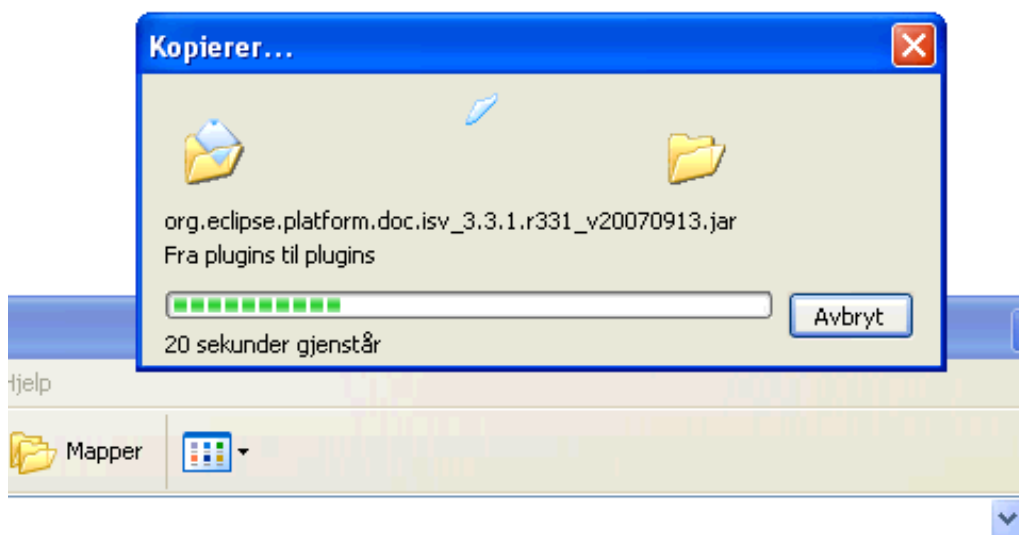 Kopierer...
org.eclipse.platform.doc.isv_3.3.1.r331_v20070913.jar
Fra plugins til plugins
Avbryt
20 sekunder gjenstår
Hjelp
Mapper